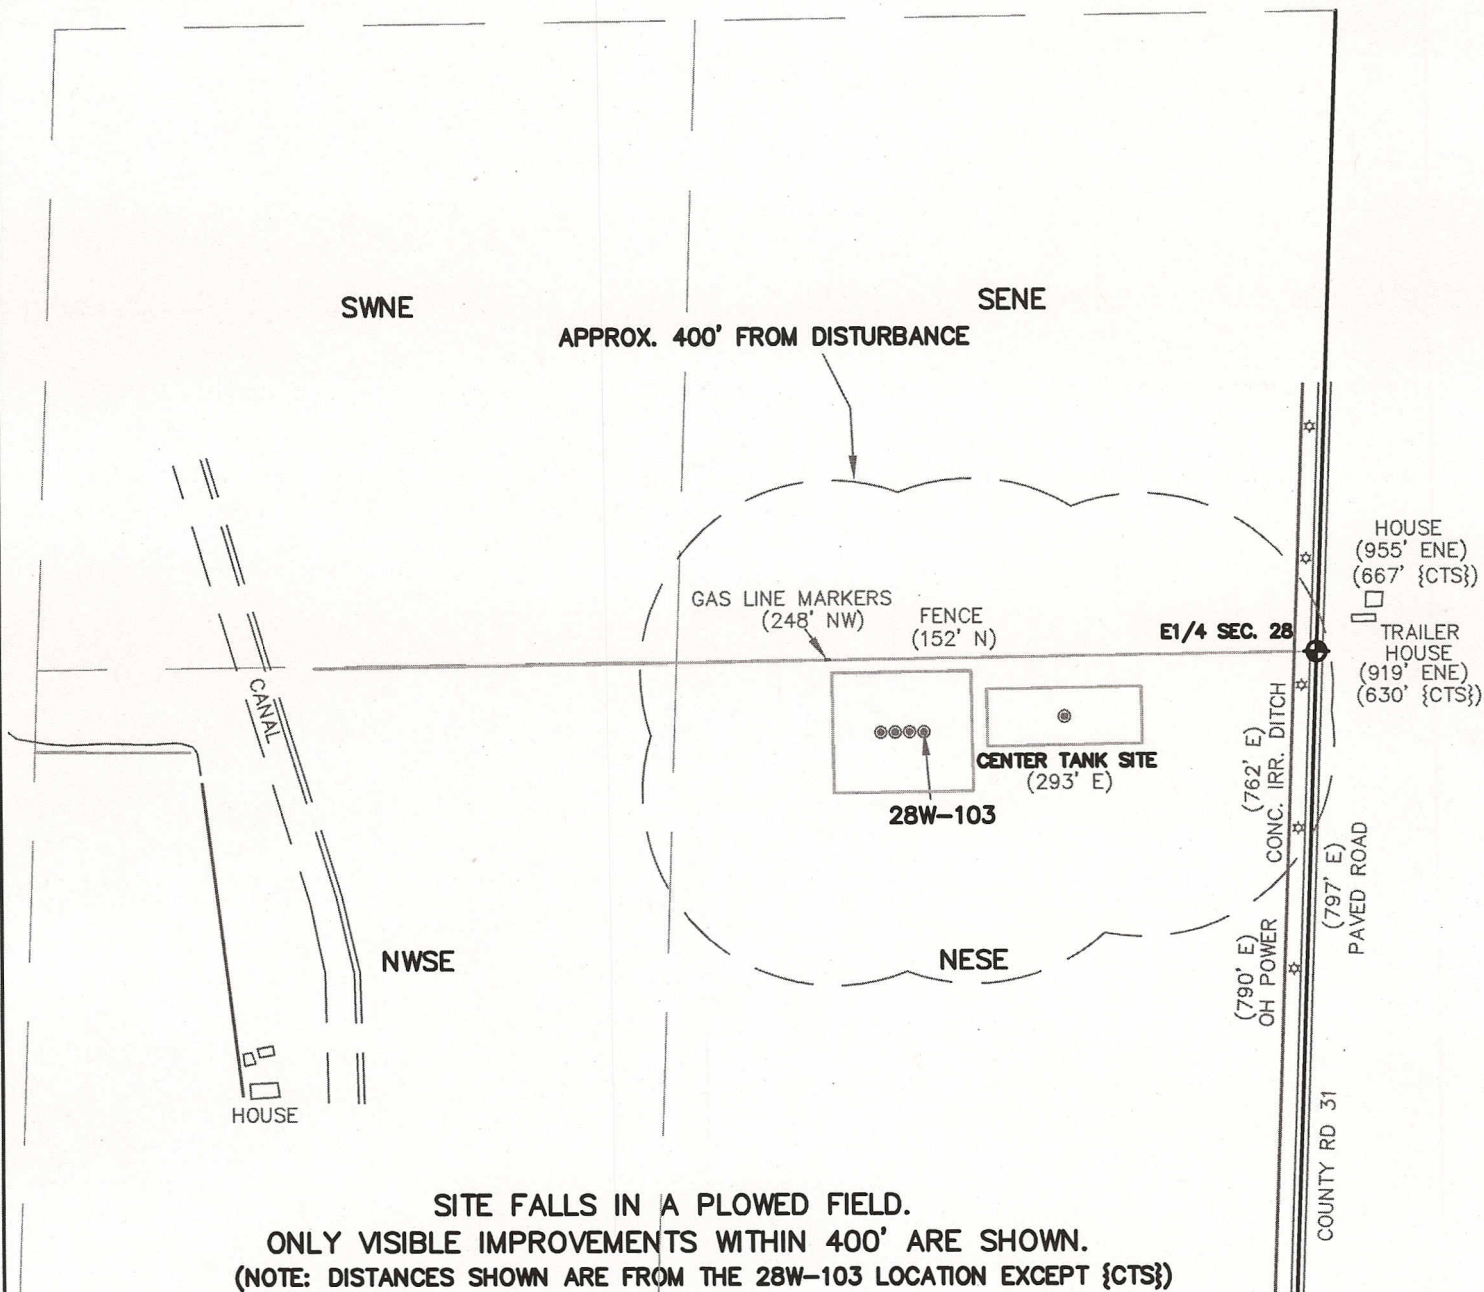 SWNE
SENE
APPROX. 400' FROM DISTURBANCE
HOUSE
(955' ENE)
(667' {CTS})
GAS LINE MARKERS
(248' NW)
FENCE
(152' N)
E1/4 SEC. 28
TRAILER
HOUSE
(919' ENE)
(630' {CTS})
CANAL
CENTER TANK SITE
(293' E)
28W-103
(762' E)
CONC. IRR. DITCH
(797' E)
PAVED ROAD
NWSE
NESE
(790' E)
OH POWER
HOUSE
COUNTY RD 31
SITE FALLS IN A PLOWED FIELD.
ONLY VISIBLE IMPROVEMENTS WITHIN 400' ARE SHOWN.
(NOTE: DISTANCES SHOWN ARE FROM THE 28W-103 LOCATION EXCEPT {CTS})